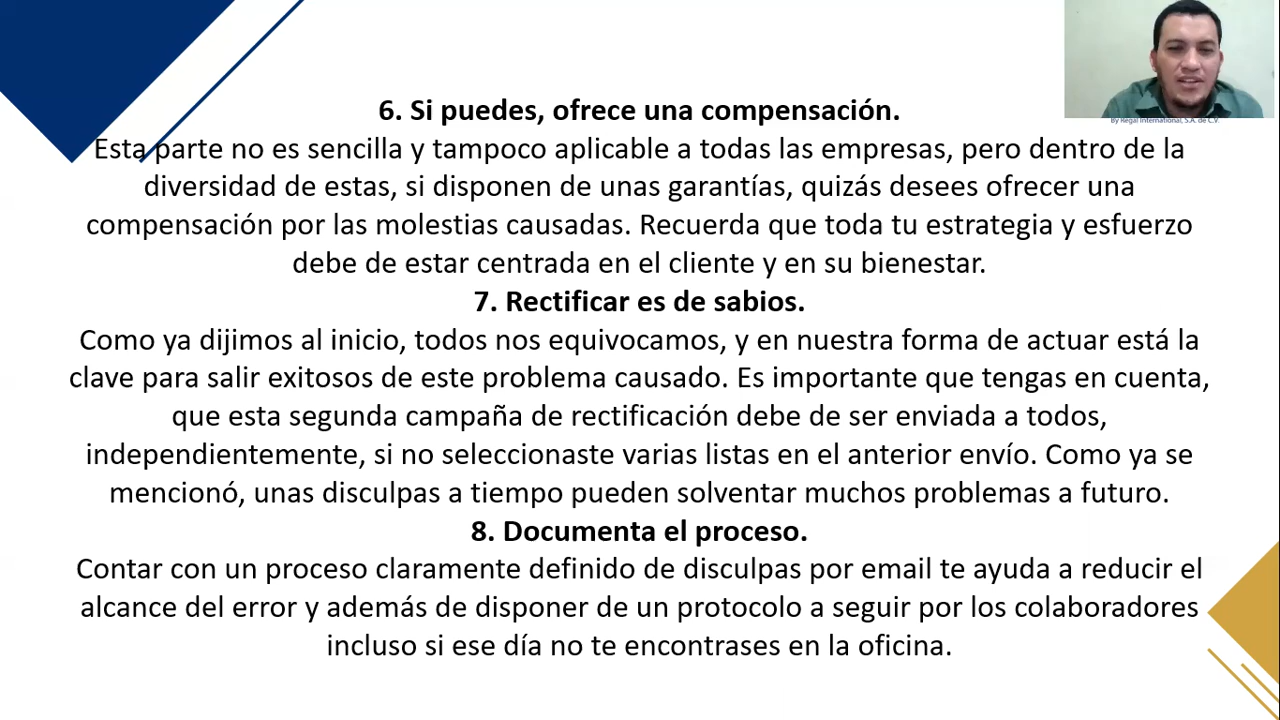 6. Si puedes, ofrece una compensación.
By Regal International, S.A. de C.V.
Esta parte no es sencilla y tampoco aplicable a todas las empresas, pero dentro de la
diversidad de estas, si disponen de unas garantías, quizás desees ofrecer una
compensación por las molestias causadas. Recuerda que toda tu estrategia y esfuerzo
debe de estar centrada en el cliente y en su bienestar.
7. Rectificar es de sabios.
Como ya dijimos al inicio, todos nos equivocamos, y en nuestra forma de actuar está la
clave para salir exitosos de este problema causado. Es importante que tengas en cuenta,
que esta segunda campaña de rectificación debe de ser enviada a todos,
independientemente, si no seleccionaste varias listas en el anterior envío. Como ya se
mencionó, unas disculpas a tiempo pueden solventar muchos problemas a futuro.
8. Documenta el proceso.
Contar con un proceso claramente definido de disculpas por email te ayuda a reducir el
alcance del error y además de disponer de un protocolo a seguir por los colaboradores
incluso si ese día no te encontrases en la oficina.